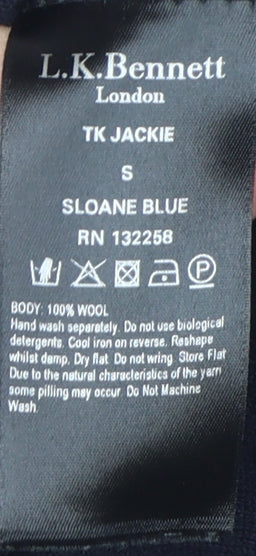 L.K.Bennett
London
TK JACKIE
S
SLOANE BLUE
RN 132258
P
BODY: 100% WOOL
Hand wash separately. Do not use biological
detergents. Cool iron on reverse. Reshape
whilst damp. Dry flat. Do not wring. Store Flat
Due to the natural characteristics of the yarn
some pilling may occur. Do Not Machine
Wash.